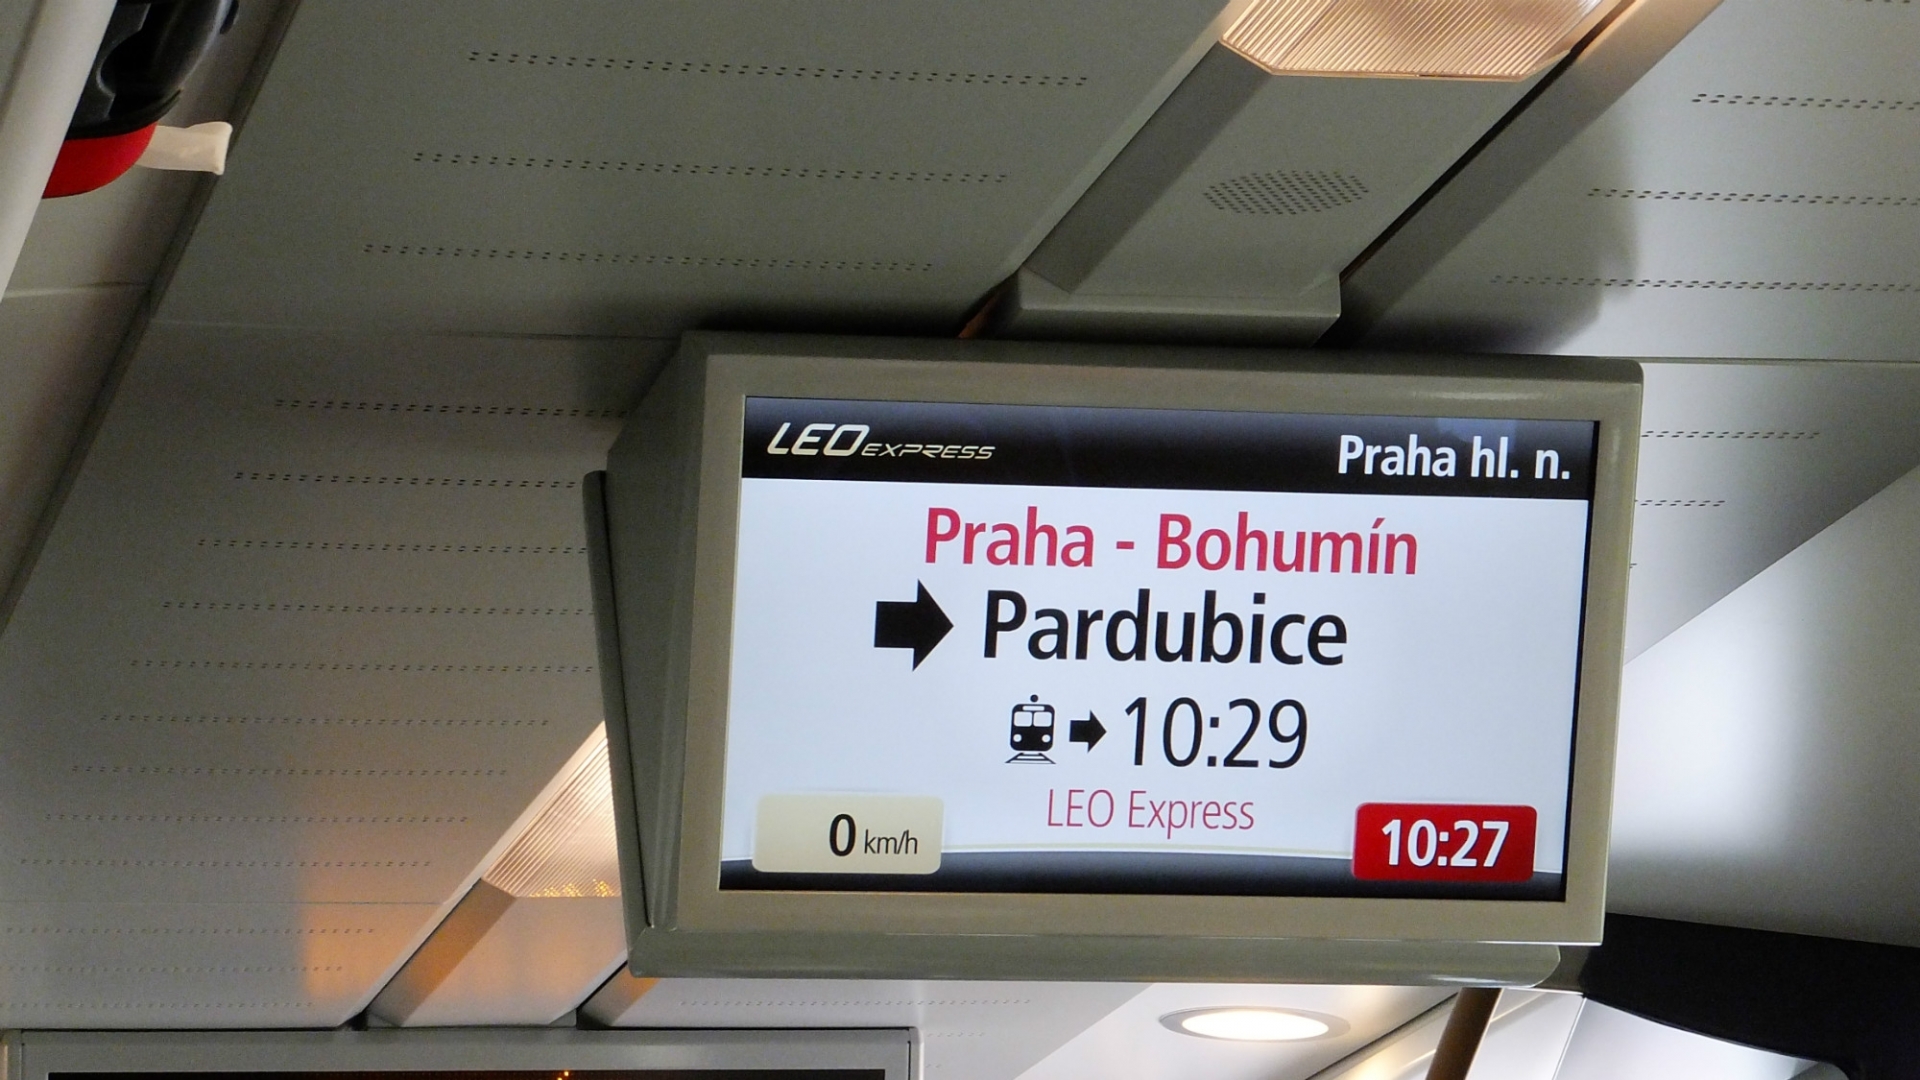 LEO EXPRESS
Praha hl. n.
Praha - Bohumín
Pardubice
10:29
LEO Express
0 km/h
10:27